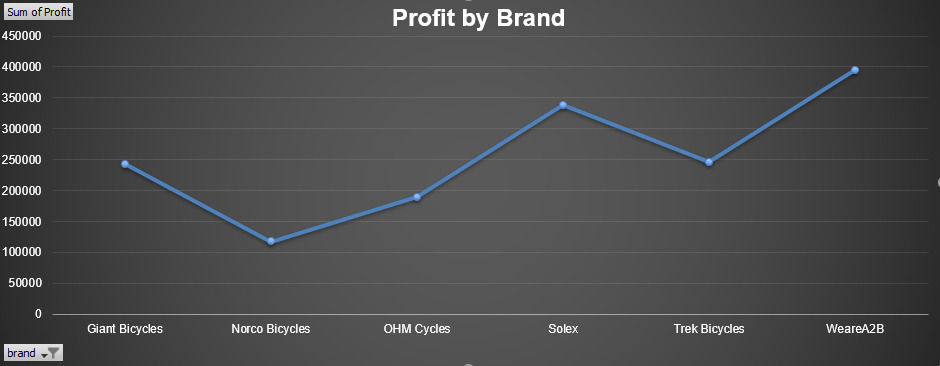 Sum of Profit
Profit by Brand
450000
400000
350000
300000
250000
200000
150000
100000
50000
0
Giant Bicycles Norco Bicycles OHM Cycles Solex Trek Bicycles WeareA2B
brand